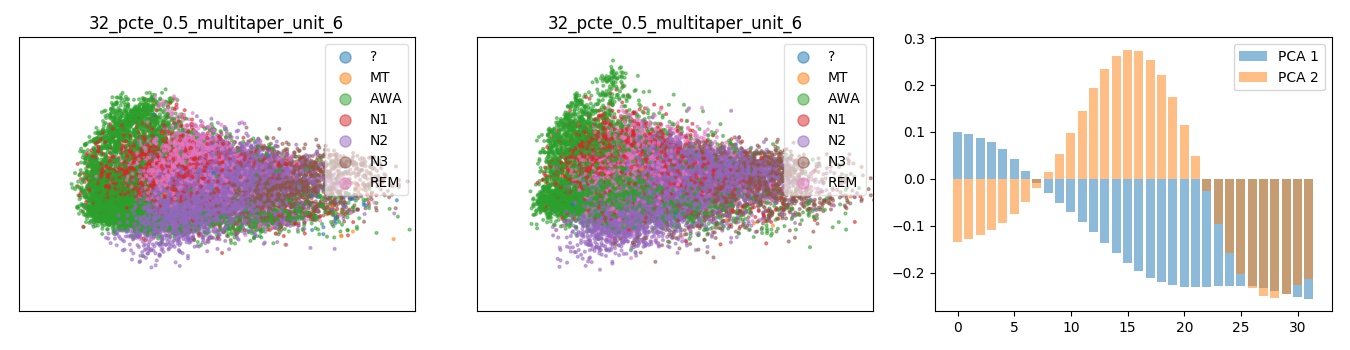 32_pcte_0.5_multitaper_unit_6
?
MT
AWA
N1
N2
N3
REM
32_pcte_0.5_multitaper_unit_6
?
MT
AWA
N1
N2
N3
REM
PCA 1
PCA 2
0.3
0.2
0.1
0.0
−0.1
−0.2
0 5 10 15 20 25 30